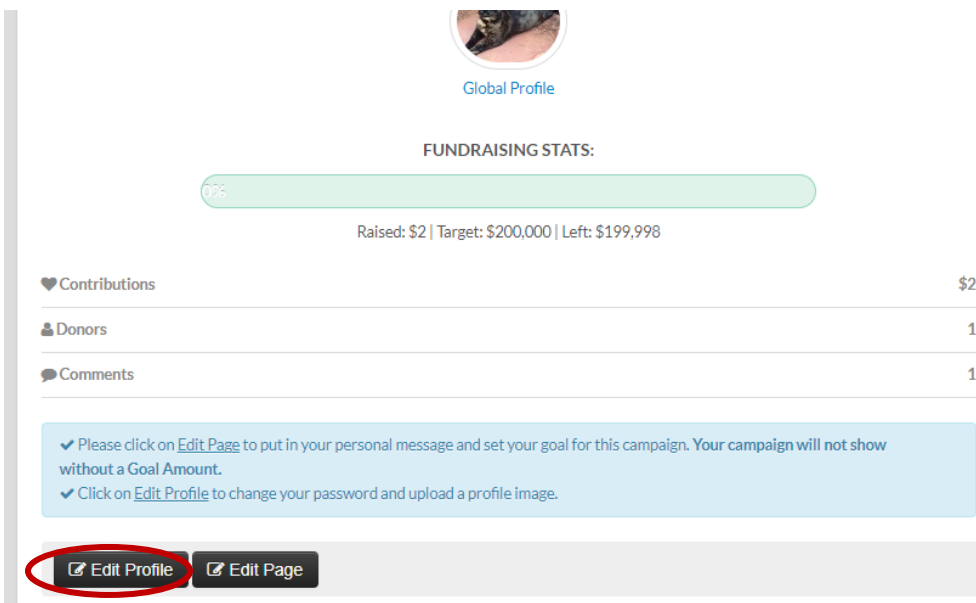 Global Profile
FUNDRAISING STATS:
0%
Raised: $2 | Target: $200,000 | Left: $199,998
Contributions $2
Donors 1
Comments 1
Please click on Edit Page to put in your personal message and set your goal for this campaign. Your campaign will not show
without a Goal Amount.
Click on Edit Profile to change your password and upload a profile image.
Edit Profile Edit Page